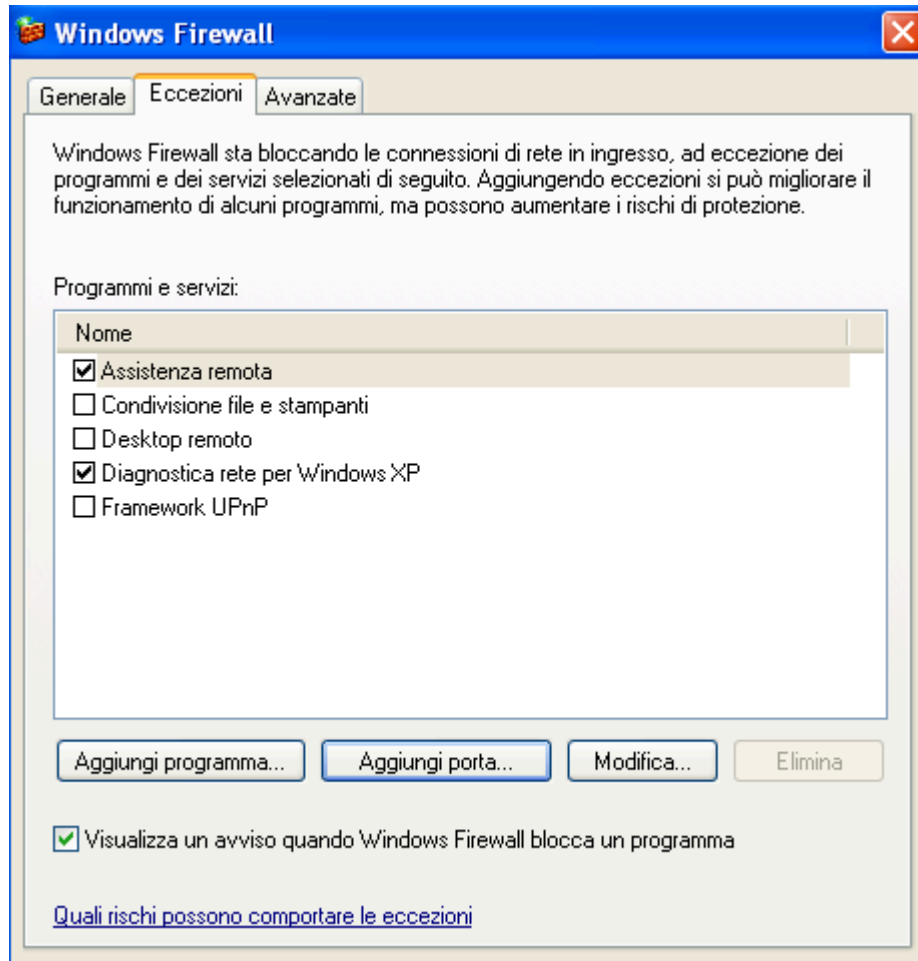 Windows Firewall
Generale Eccezioni Avanzate
Windows Firewall sta bloccando le connessioni di rete in ingresso, ad eccezione dei
programmi e dei servizi selezionati di seguito. Aggiungendo eccezioni si può migliorare il
funzionamento di alcuni programmi, ma possono aumentare i rischi di protezione.
Programmi e servizi:
Nome
Assistenza remota
Condivisione file e stampanti
Desktop remoto
Diagnostica rete per Windows XP
Framework UPnP
Aggiungi programma... Aggiungi porta... Modifica... Elimina
Visualizza un avviso quando Windows Firewall blocca un programma
Quali rischi possono comportare le eccezioni